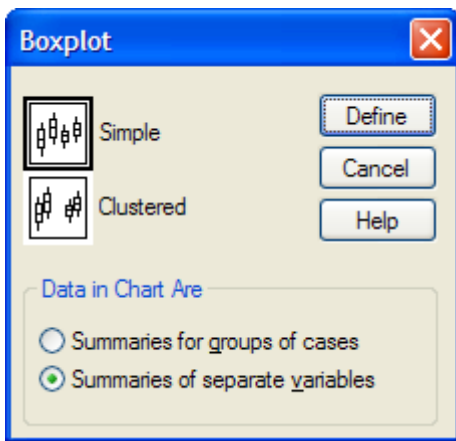 Boxplot
Simple
Clustered
Define
Cancel
Help
Data in Chart Are
Summaries for groups of cases
Summaries of separate variables